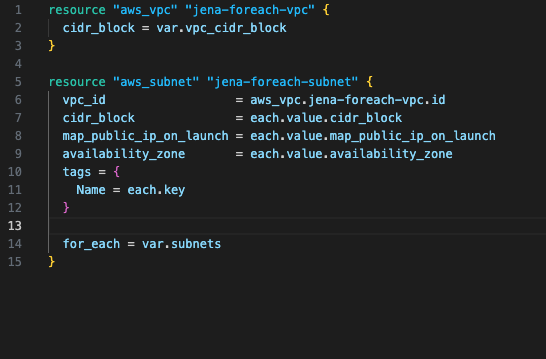 1 resource "aws_vpc" "jena-foreach-vpc" {
2   cidr_block = var.vpc_cidr_block
3 }
4
5 resource "aws_subnet" "jena-foreach-subnet" {
6   vpc_id                  = aws_vpc.jena-foreach-vpc.id
7   cidr_block              = each.value.cidr_block
8   map_public_ip_on_launch = each.value.map_public_ip_on_launch
9   availability_zone       = each.value.availability_zone
10   tags = {
11     Name = each.key
12   }
13
14   for_each = var.subnets
15 }